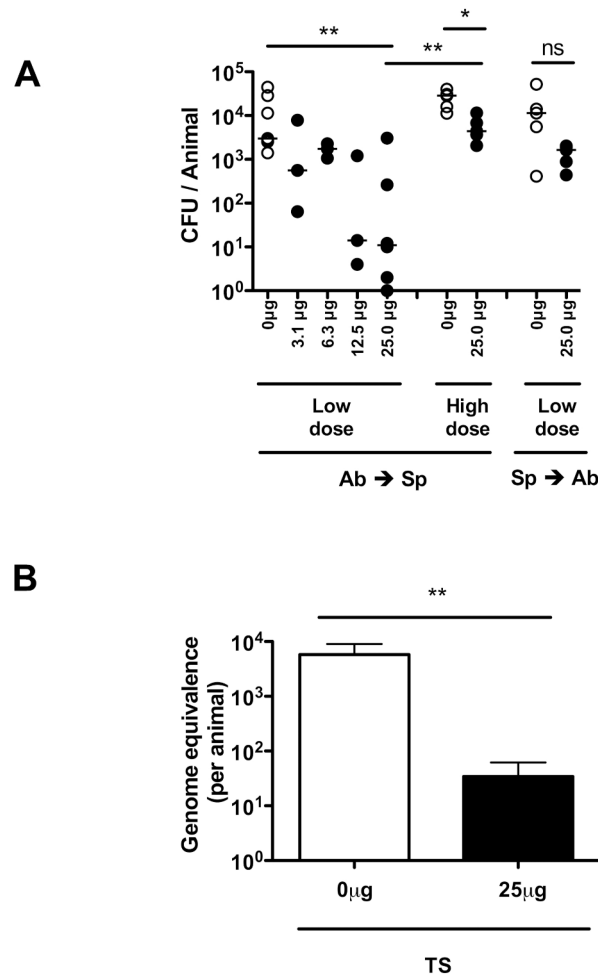 A
**
*
**
ns
CFU / Animal
10⁵
10⁴
10³
10²
10¹
10⁰
0µg
3.1 µg
6.3 µg
12.5 µg
25.0 µg
0µg
25.0 µg
0µg
25.0 µg
Low
dose
High
dose
Low
dose
Ab ➔ Sp
Sp ➔ Ab
B
**
Genome equivalence
(per animal)
10⁴
10³
10²
10¹
10⁰
0µg
25µg
TS